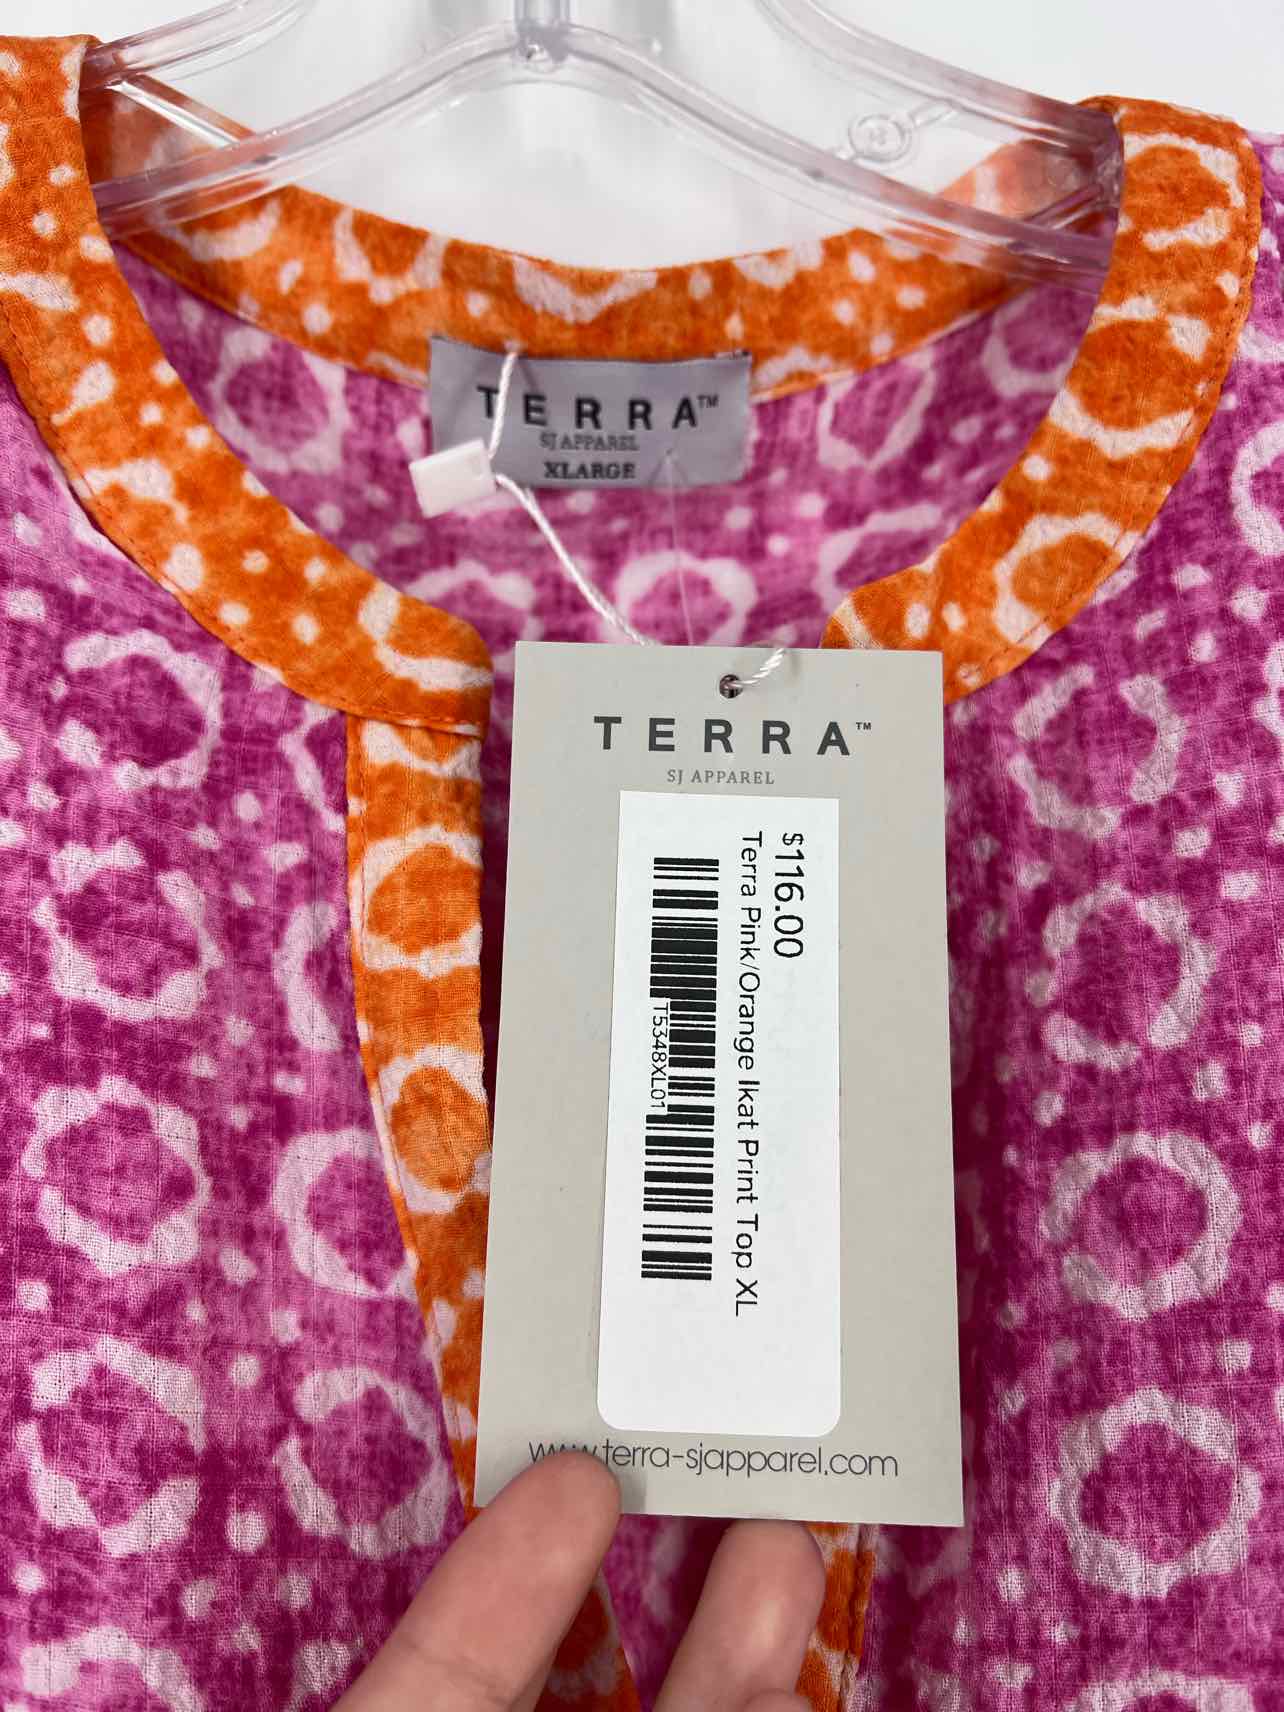 TERRA™
SJ APPAREL
XLARGE
TERRA™
SJ APPAREL
$116.00
Terra Pink/Orange Ikat Print Top XL
T5348XL01
www.terra-sjapparel.com